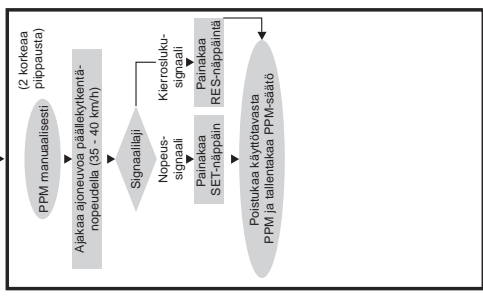 PPM manuaalisesti
(2 korkeaa
piippausta)
Ajakaa ajoneuvoa päällekytkentä-
nopeudella (35 - 40 km/h)
Signaalilaji
Nopeus-
signaali
Kierrosluku-
signaali
Painakaa
SET-näppäin
Painakaa
RES-näppäintä
Poistukaa käyttötavasta
PPM ja tallentakaa PPM-säätö